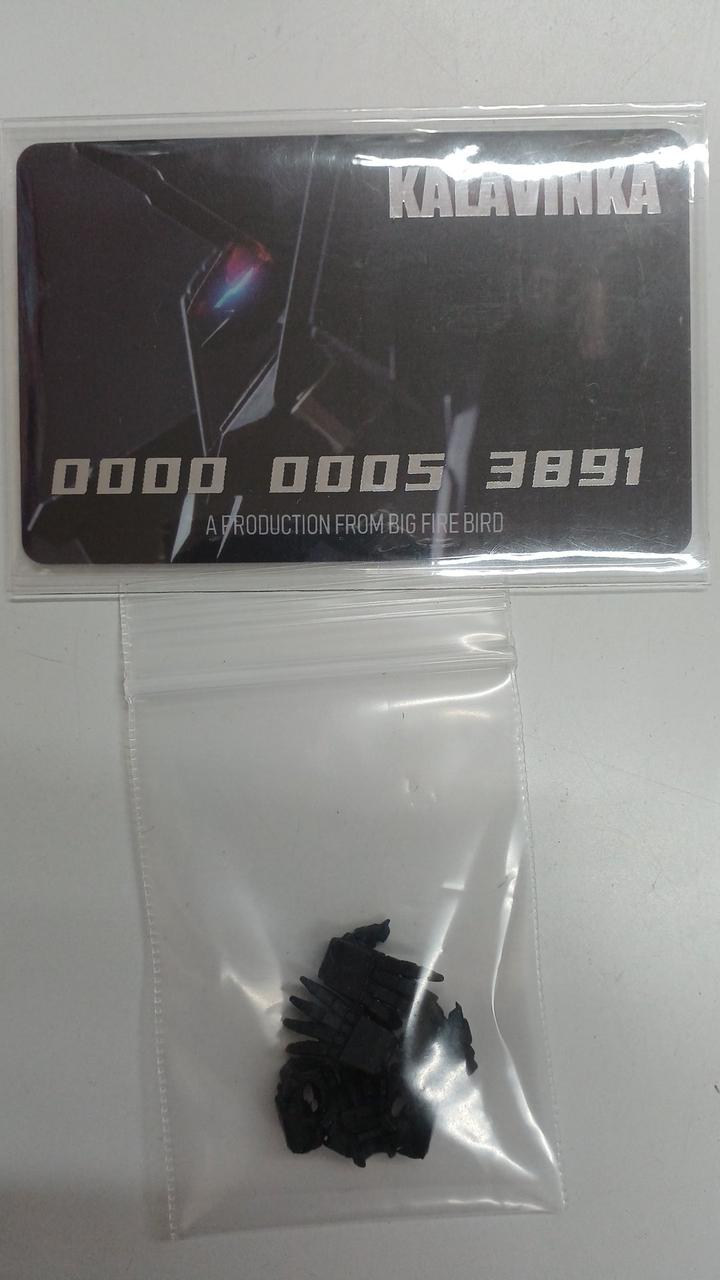 KALAVINKA
0000 0005 3891
A PRODUCTION FROM BIG FIRE BIRD